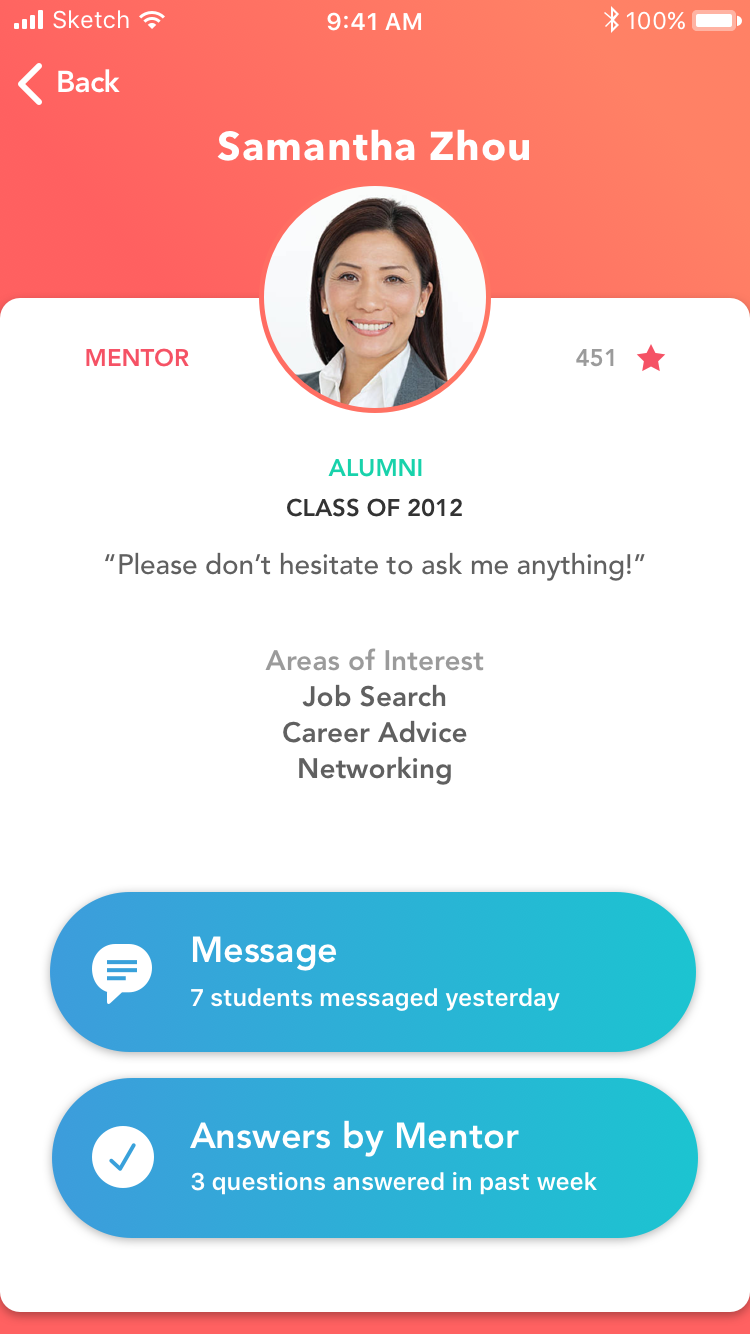 Sketch 9:41 AM 100%
Back
Samantha Zhou
MENTOR 451
ALUMNI
CLASS OF 2012
“Please don’t hesitate to ask me anything!”
Areas of Interest
Job Search
Career Advice
Networking
Message
7 students messaged yesterday
Answers by Mentor
3 questions answered in past week